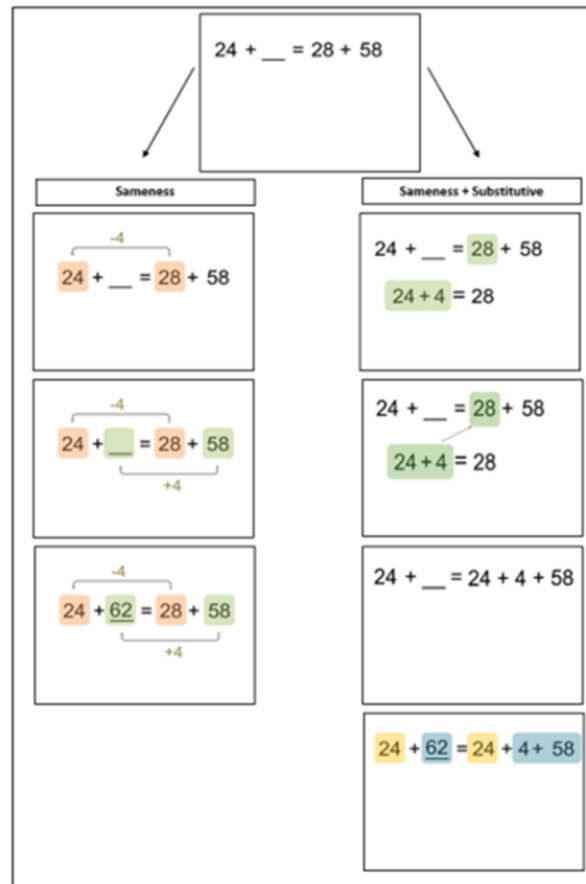 24 + __ = 28 + 58
Sameness
-4
24 + __ = 28 + 58
-4
24 + __ = 28 + 58
+4
-4
24 + 62 = 28 + 58
+4
Sameness + Substitutive
24 + __ = 28 + 58
24 + 4 = 28
24 + __ = 28 + 58
24 + 4 = 28
24 + __ = 24 + 4 + 58
24 + 62 = 24 + 4 + 58